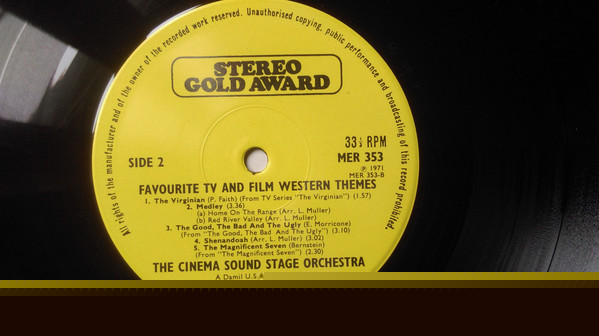 All rights of the manufacturer and of the owner of the recorded work reserved. Unauthorised copying, public performance and broadcasting of this record prohibited.
STEREO
GOLD AWARD
33⅓ RPM
SIDE 2
MER 353
℗ 1971
MER 353-B
FAVOURITE TV AND FILM WESTERN THEMES
1. The Virginian (P. Faith) (From TV Series "The Virginian") (1.57)
2. Medley (3.36)
(a) Home On The Range (Arr. L. Muller)
(b) Red River Valley (Arr. L. Muller)
3. The Good, The Bad And The Ugly (E. Morricone)
(From "The Good, The Bad And The Ugly") (3.10)
4. Shenandoah (Arr. L. Muller) (3.02)
5. The Magnificent Seven (Bernstein)
(From "The Magnificent Seven") (2.30)
THE CINEMA SOUND STAGE ORCHESTRA
A Damil U.S.A